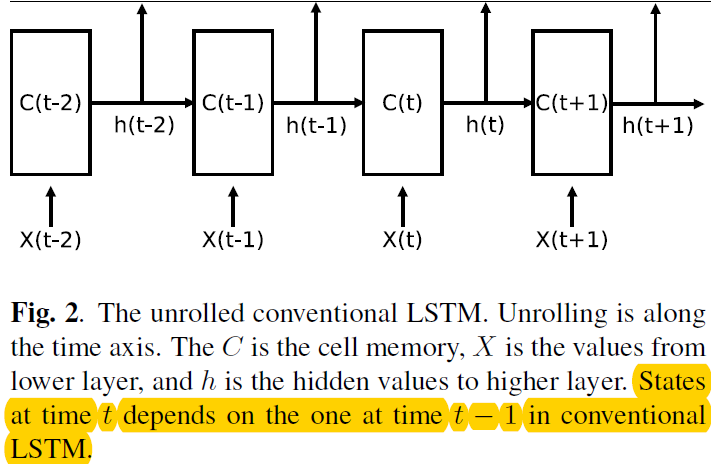 C(t-2) C(t-1) C(t) C(t+1)
h(t-2) h(t-1) h(t) h(t+1)
X(t-2) X(t-1) X(t) X(t+1)
Fig. 2. The unrolled conventional LSTM. Unrolling is along
the time axis. The C is the cell memory, X is the values from
lower layer, and h is the hidden values to higher layer. States
at time t depends on the one at time t − 1 in conventional
LSTM.